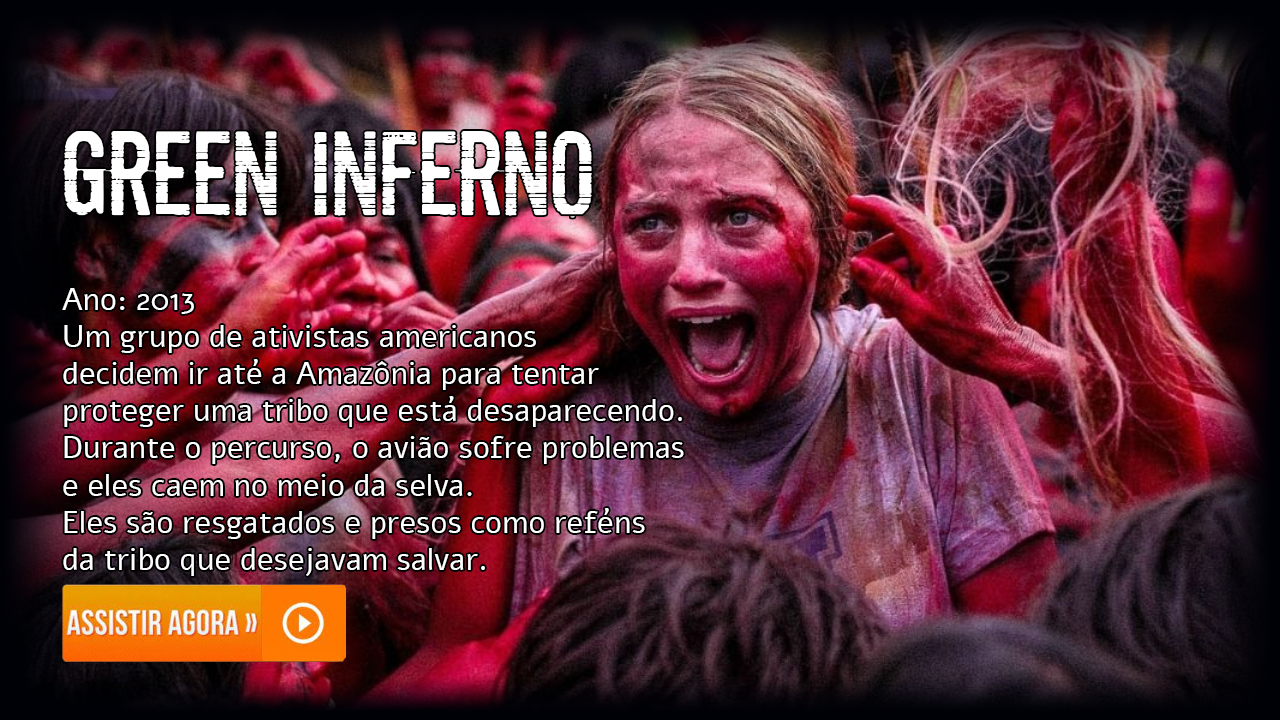 GREEN INFERNO
Ano: 2013
Um grupo de ativistas americanos
decidem ir até a Amazônia para tentar
proteger uma tribo que está desaparecendo.
Durante o percurso, o avião sofre problemas
e eles caem no meio da selva.
Eles são resgatados e presos como reféns
da tribo que desejavam salvar.
ASSISTIR AGORA »